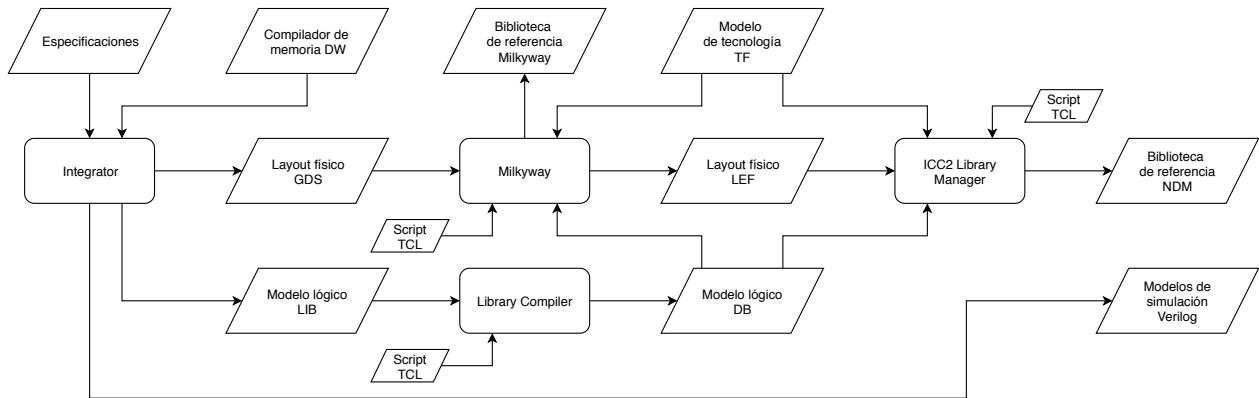 Especificaciones
Compilador de
memoria DW
Biblioteca
de referencia
Milkyway
Modelo
de tecnología
TF
Script
TCL
Integrator
Layout físico
GDS
Milkyway
Layout físico
LEF
ICC2 Library
Manager
Biblioteca
de referencia
NDM
Script
TCL
Modelo lógico
LIB
Library Compiler
Modelo lógico
DB
Modelos de
simulación
Verilog
Script
TCL